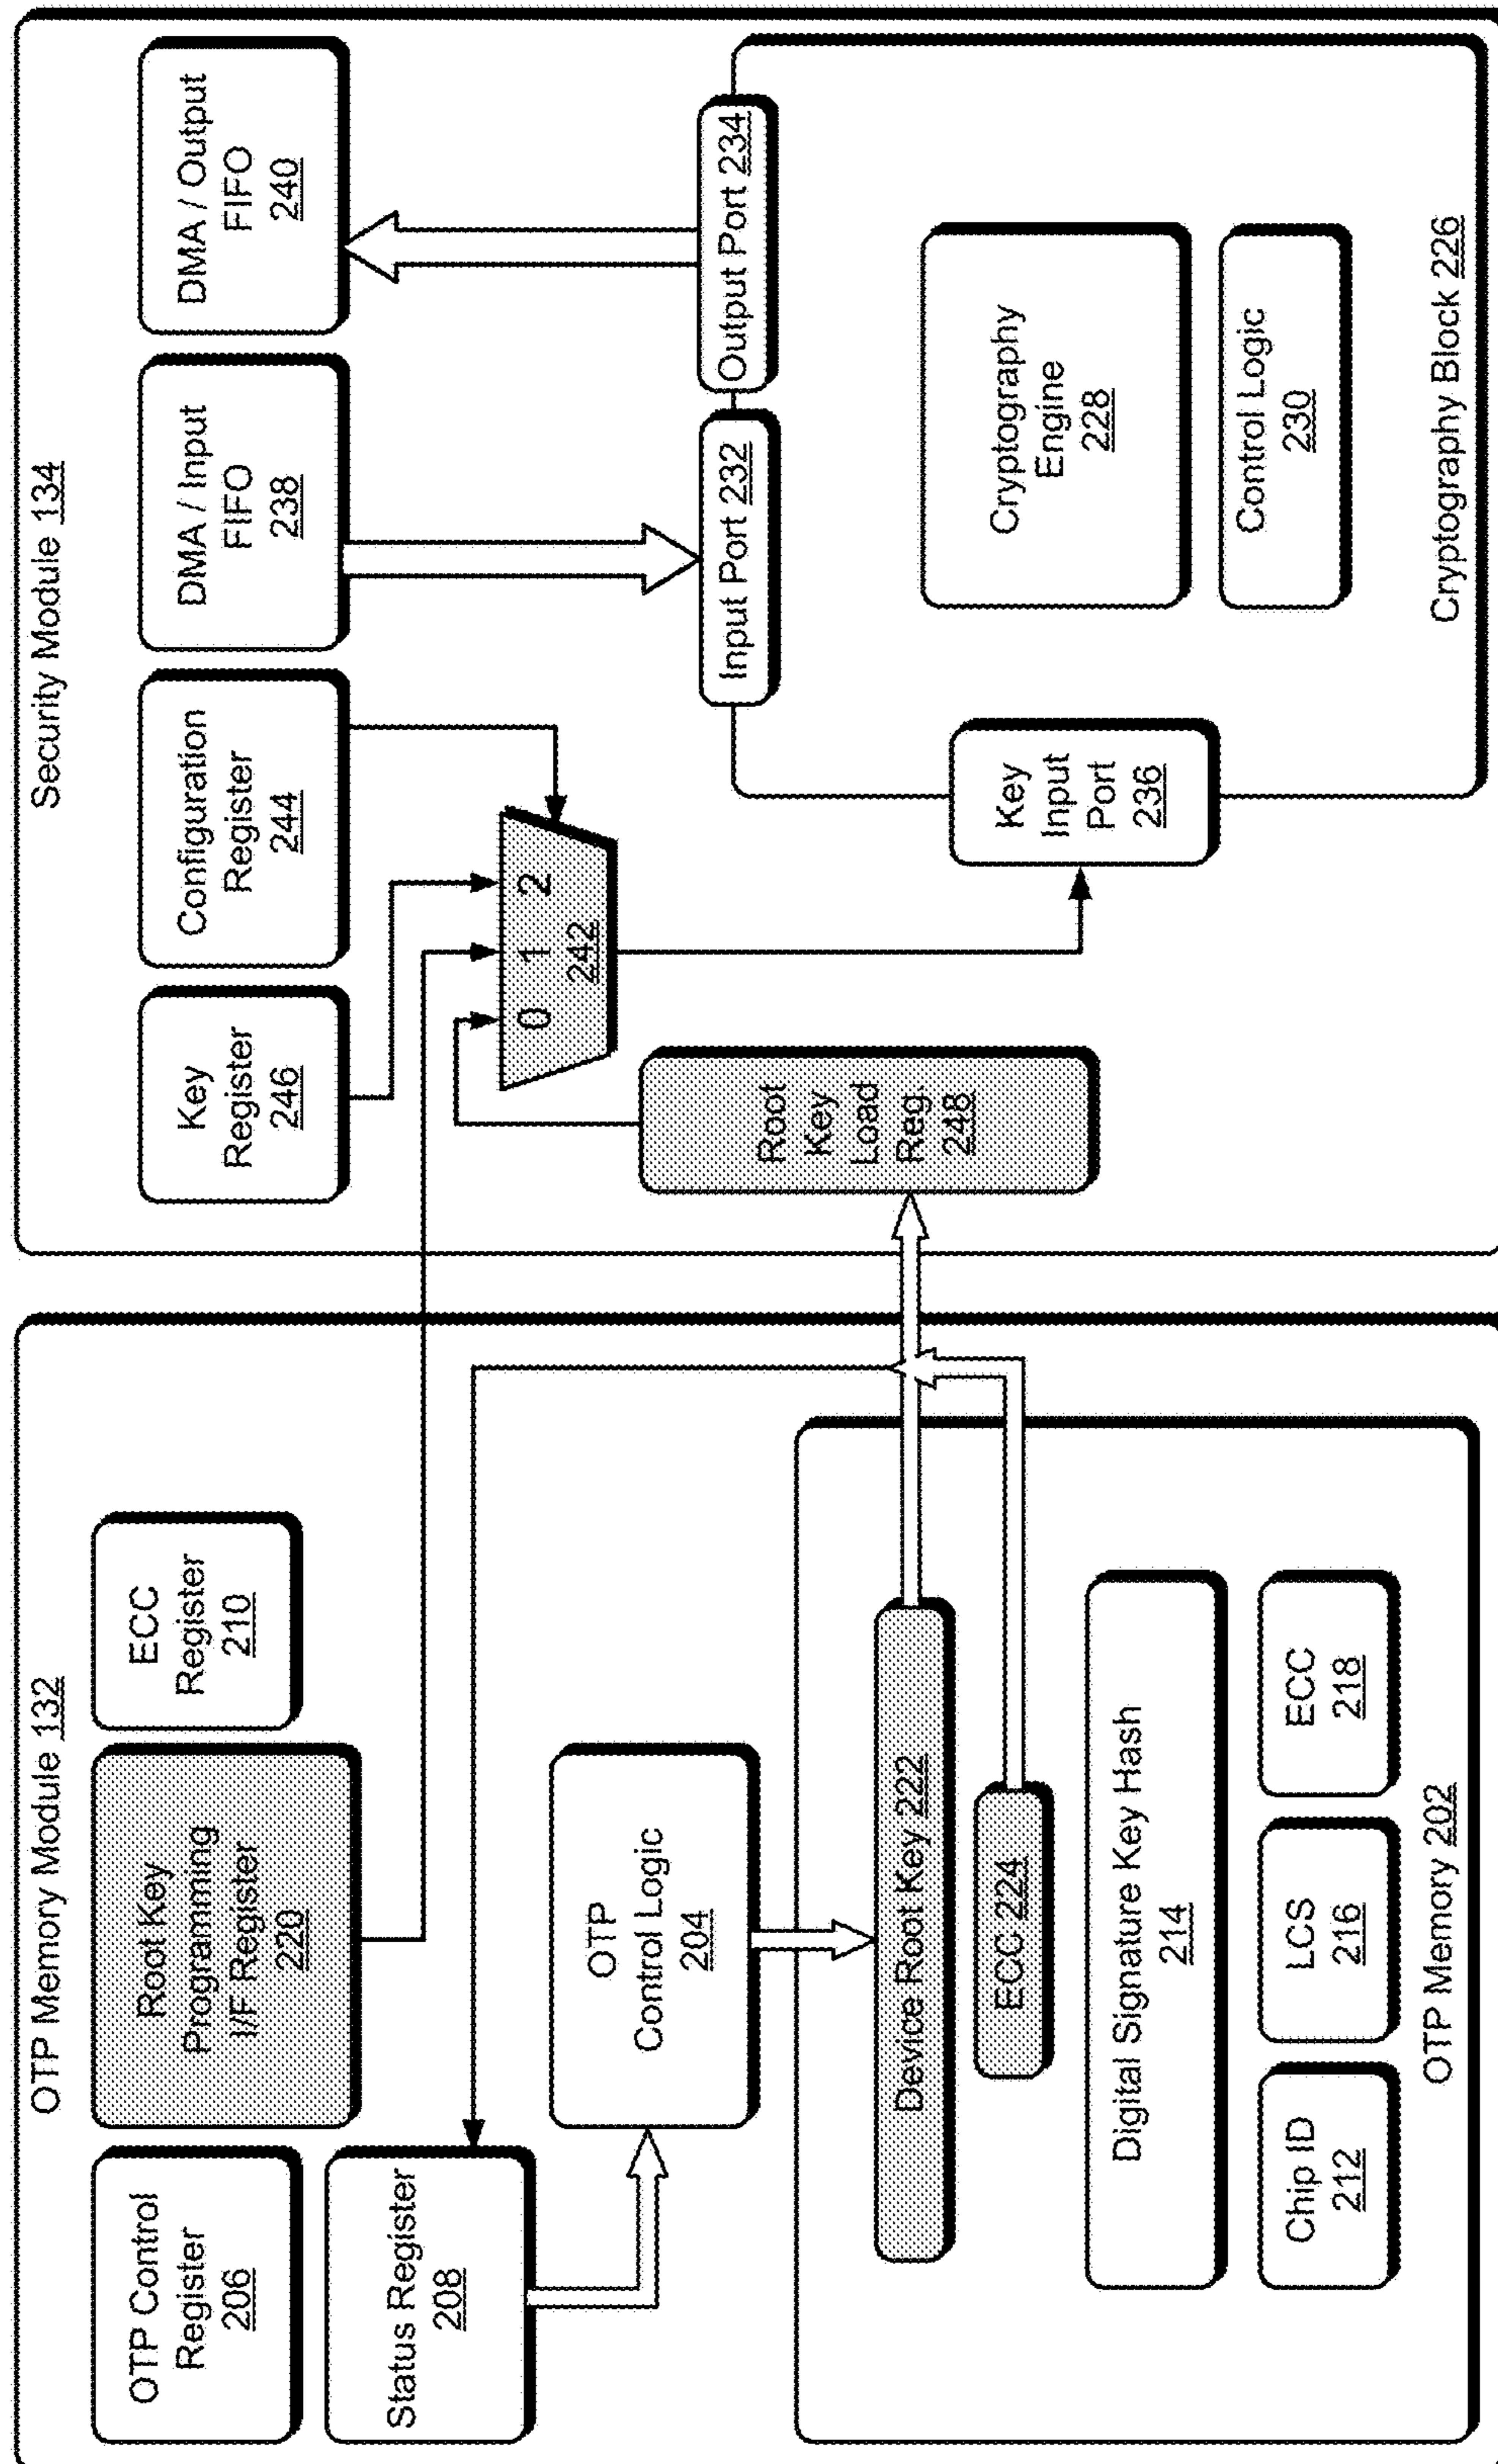 OTP Memory Module 132
OTP Control
Register
206
Root Key
Programming
I/F Register
220
ECC
Register
210
Status Register
208
OTP
Control Logic
204
Device Root Key 222
ECC 224
Digital Signature Key Hash
214
Chip ID
212
LCS
216
ECC
218
OTP Memory 202
Security Module 134
Key
Register
246
Configuration
Register
244
DMA / Input
FIFO
238
DMA / Output
FIFO
240
0 1 2
242
Root
Key
Load
Reg.
248
Input Port 232
Output Port 234
Key
Input
Port
236
Cryptography
Engine
228
Control Logic
230
Cryptography Block 226